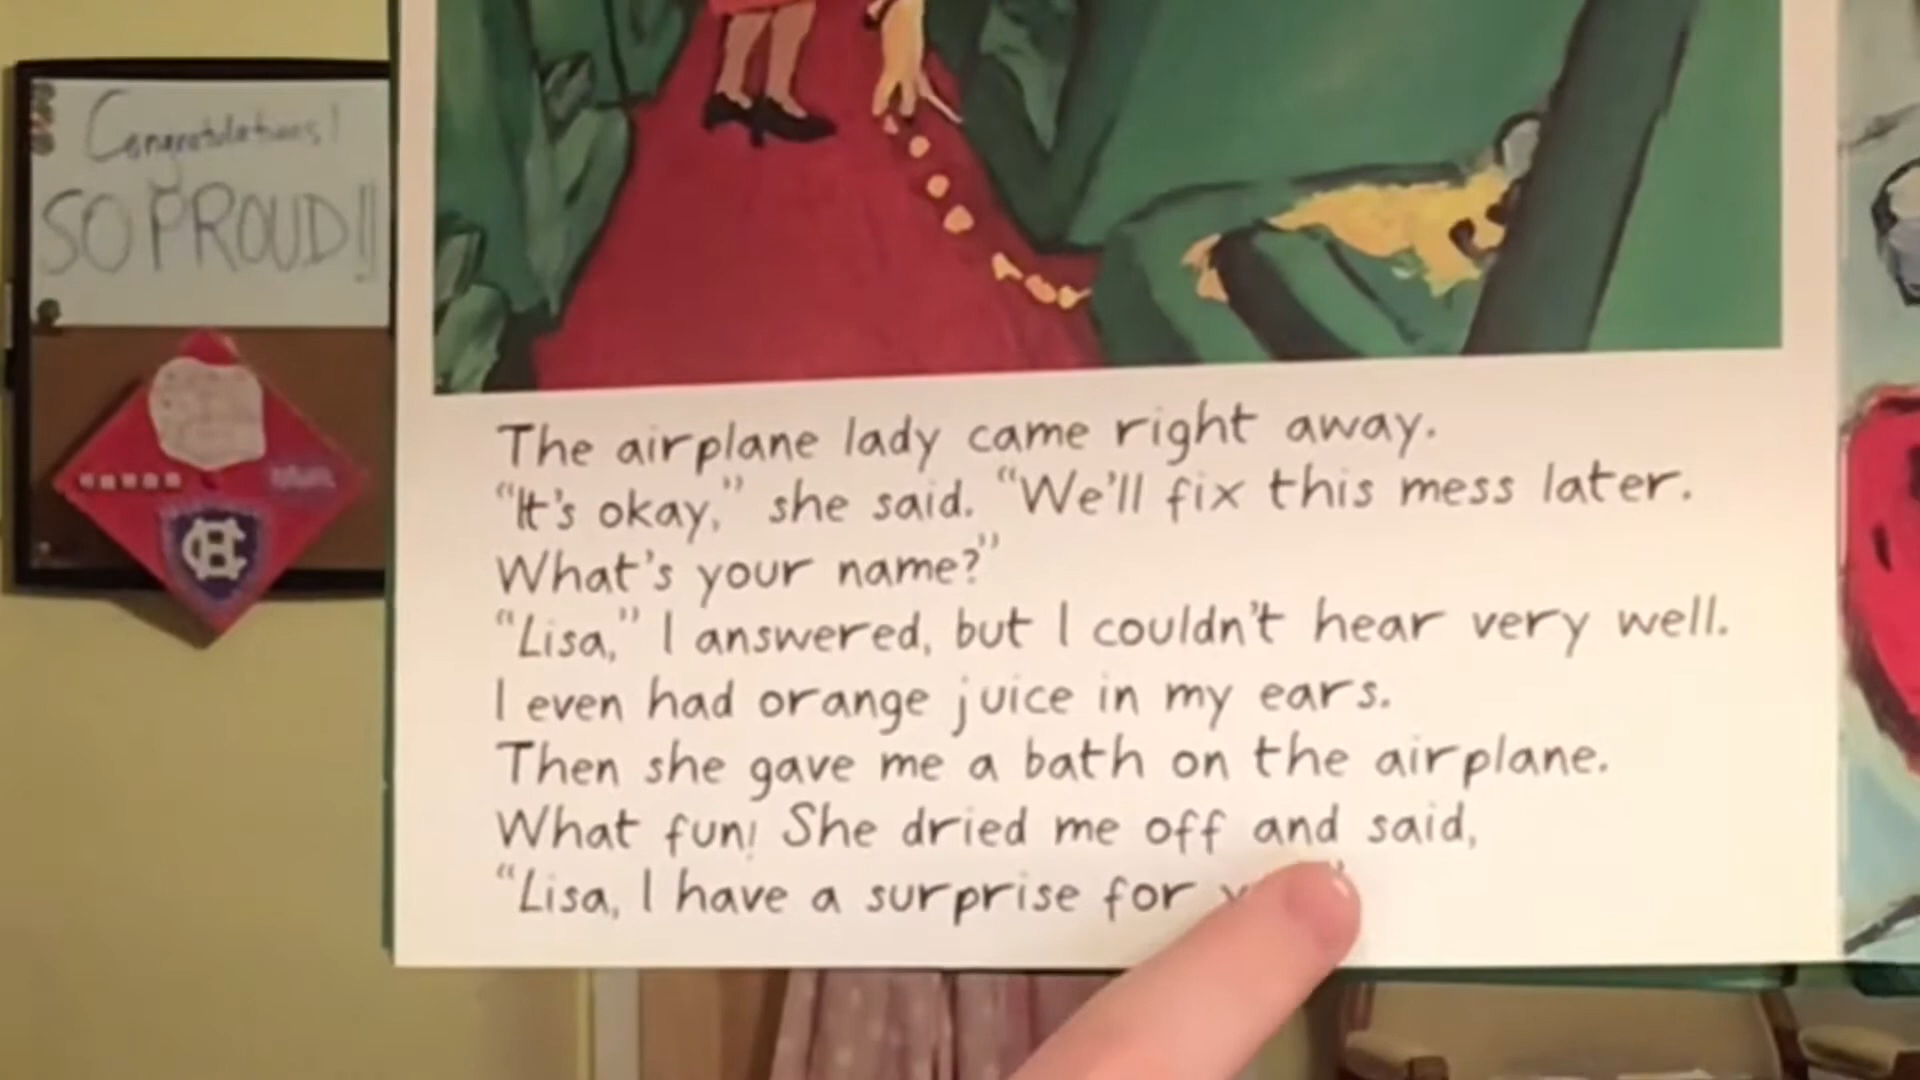 Congratulations!
SO PROUD!!
The airplane lady came right away.
"It's okay," she said. "We'll fix this mess later.
What's your name?"
"Lisa," I answered, but I couldn't hear very well.
I even had orange juice in my ears.
Then she gave me a bath on the airplane.
What fun! She dried me off and said,
"Lisa, I have a surprise for